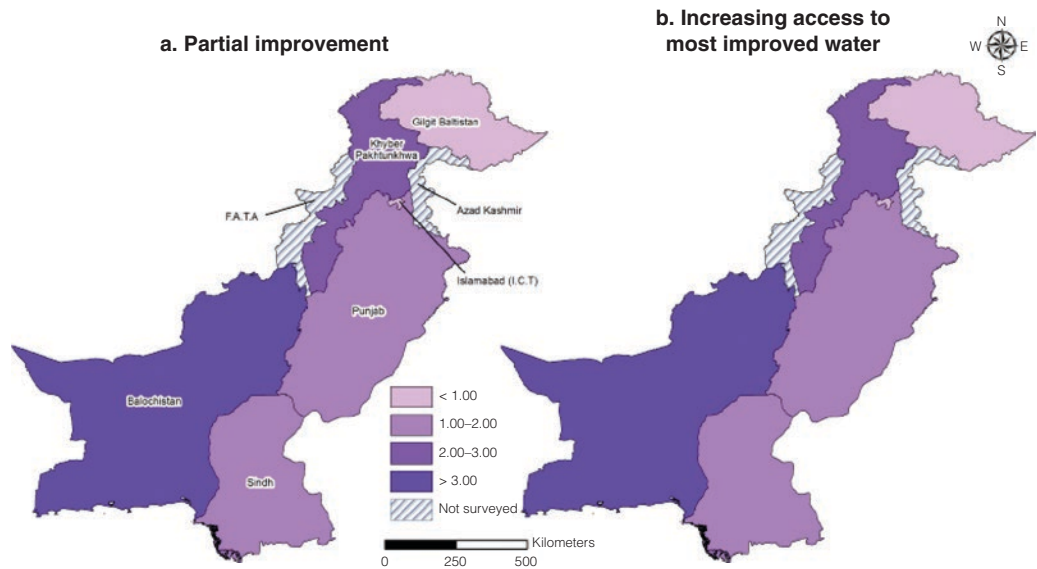 a. Partial improvement
b. Increasing access to
most improved water
N
W
E
S
Gilgit Baltistan
Khyber
Pakhtunkhwa
F.A.T.A
Azad Kashmir
Islamabad (I.C.T)
Punjab
Balochistan
Sindh
< 1.00
1.00–2.00
2.00–3.00
> 3.00
Not surveyed
Kilometers
0 250 500